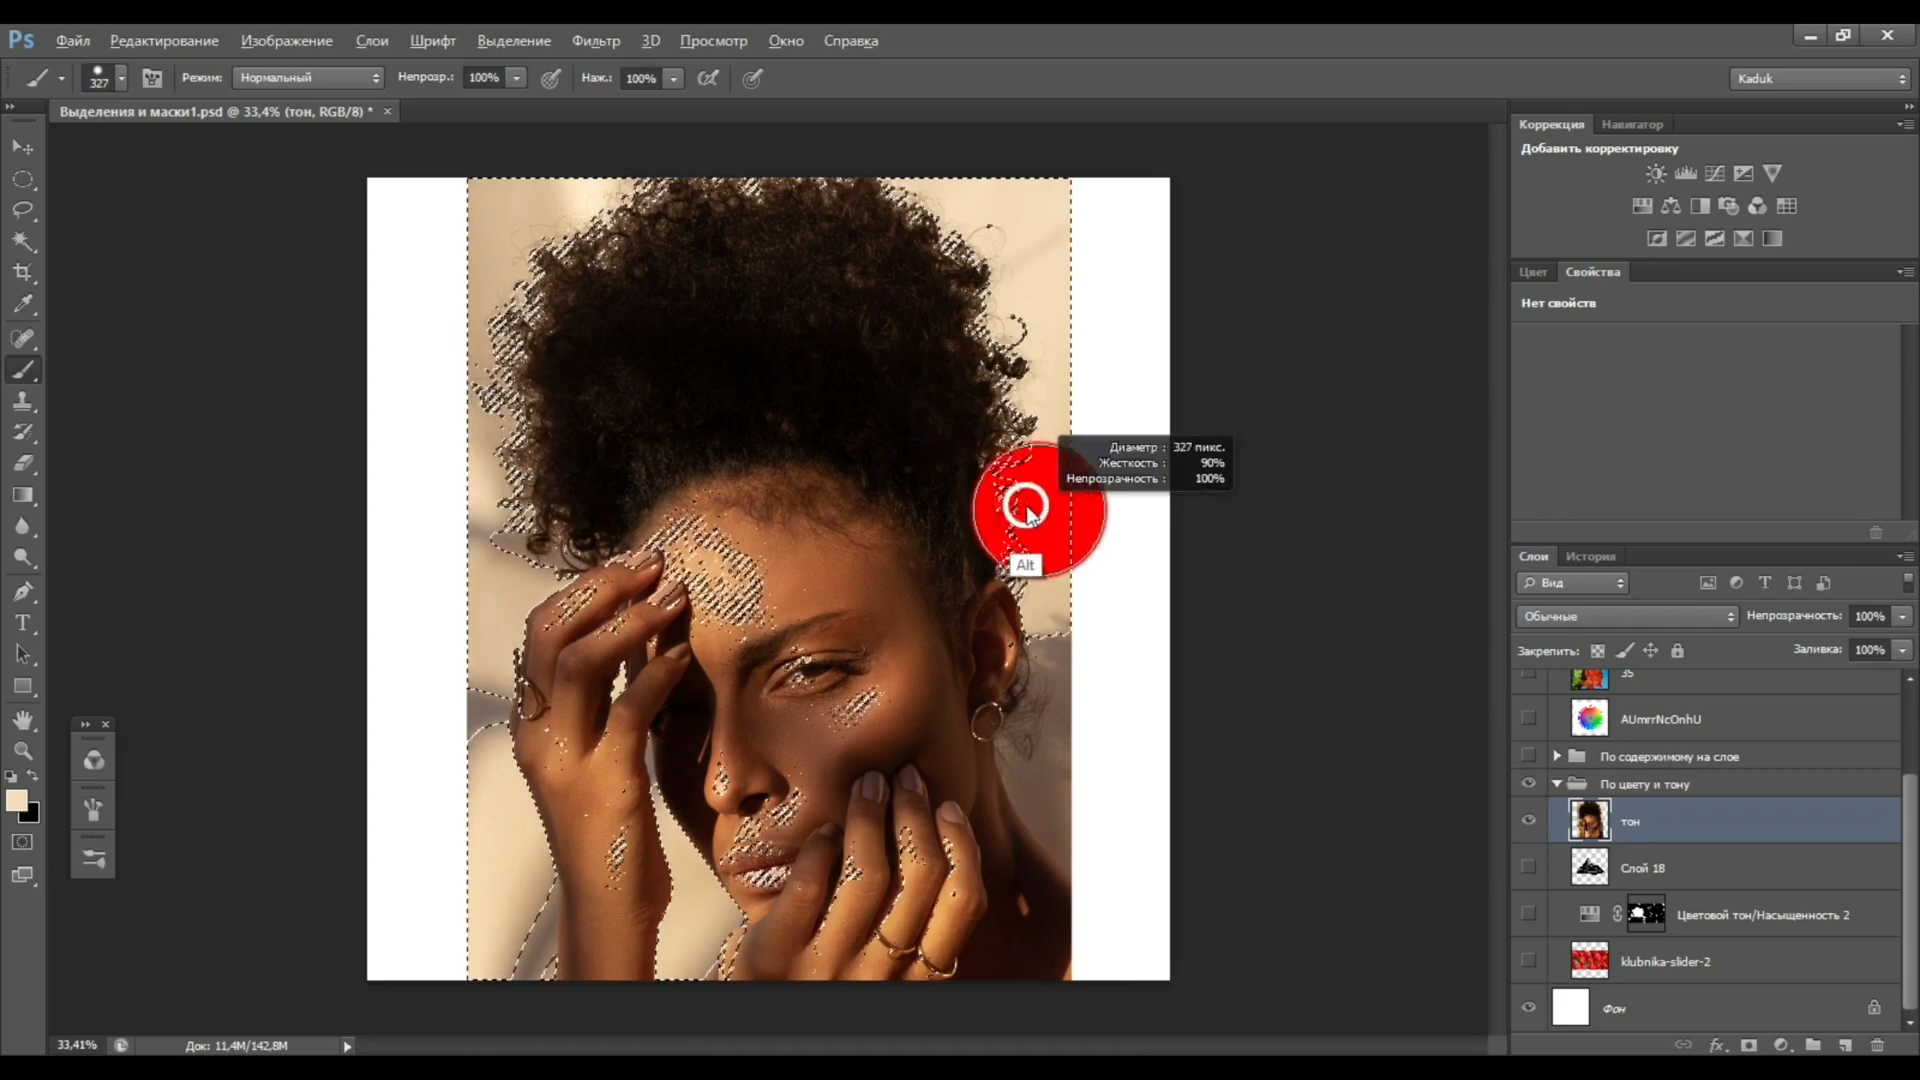 Ps Файл Редактирование Изображение Слои Шрифт Выделение Фильтр 3D Просмотр Окно Справка
327 Режим: Нормальный Непрозр.: 100% Наж.: 100% Kaduk
Выделения и маски1.psd @ 33,4% (тон, RGB/8) * ×
Коррекция Навигатор
Добавить корректировку
Цвет Свойства
Нет свойств
Диаметр : 327 пикс.
Жесткость : 90%
Непрозрачность : 100%
Alt
Слои История
Вид
Обычные Непрозрачность: 100%
Закрепить: Заливка: 100%
35
AUmrrNcOnhU
По содержимому на слое
По цвету и тону
тон
Слой 18
Цветовой тон/Насыщенность 2
klubnika-slider-2
Фон
33,41% Док: 11,4M/142,8M
fx